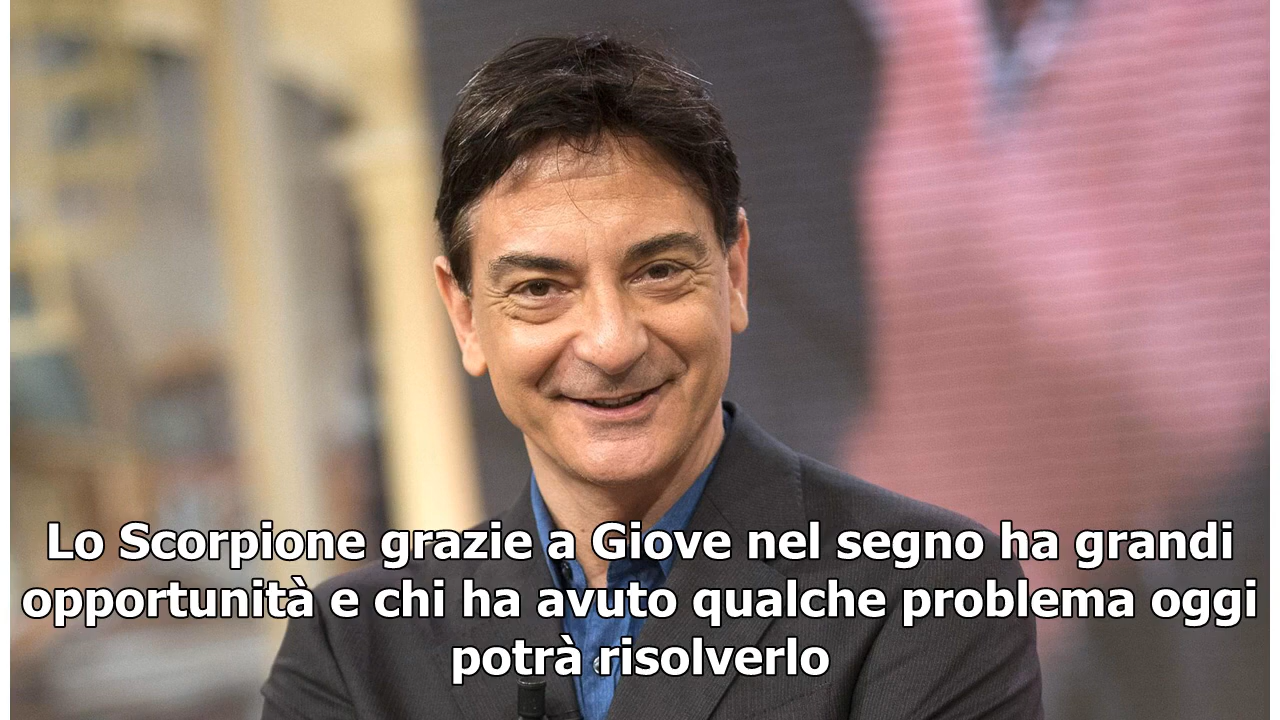 Lo Scorpione grazie a Giove nel segno ha grandi
opportunità e chi ha avuto qualche problema oggi
potrà risolverlo